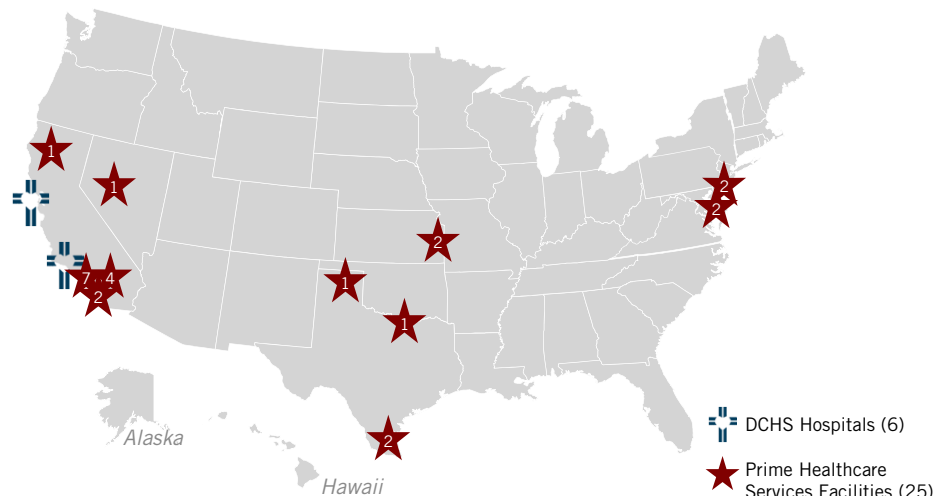 1
1
2
2
2
7
4
2
1
1
2
DCHS Hospitals (6)
Alaska
Prime Healthcare
Services Facilities (25)
Hawaii